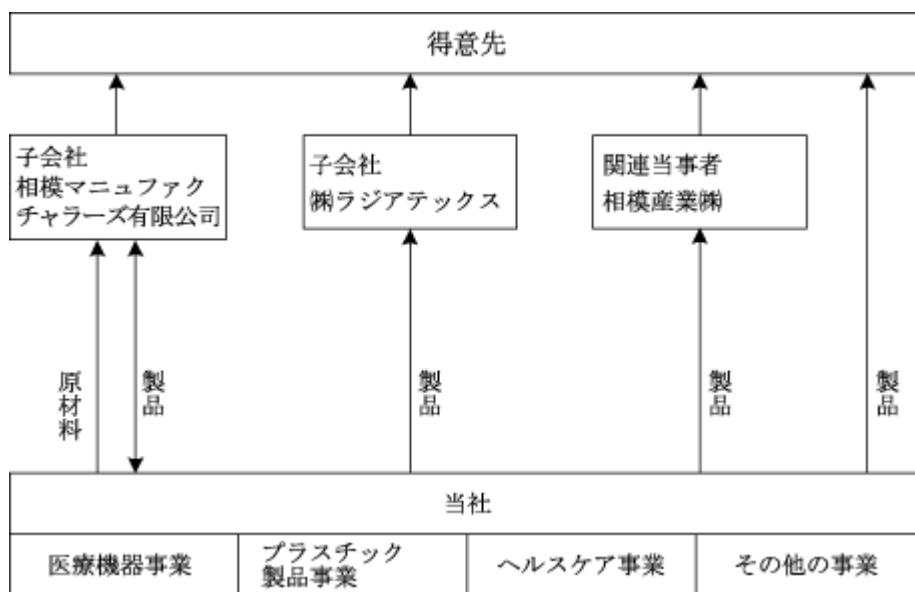 得意先
子会社
相模マニュファク
チャラーズ有限公司
子会社
㈱ラジアテックス
関連当事者
相模産業㈱
原材料
製品
製品
製品
製品
当社
医療機器事業
プラスチック
製品事業
ヘルスケア事業
その他の事業